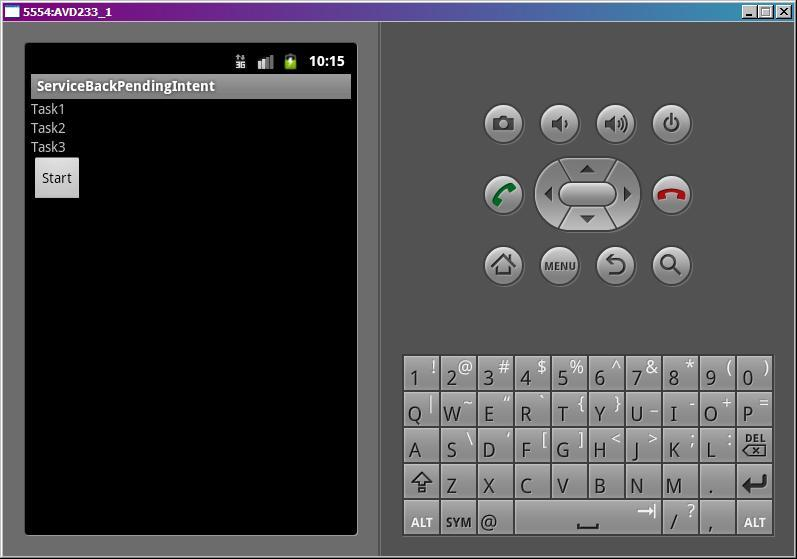 5554:AVD233_1
3G 10:15
ServiceBackPendingIntent
Task1
Task2
Task3
Start
MENU
1 ! 2 @ 3 # 4 $ 5 % 6 ^ 7 & 8 * 9 ( 0 )
Q | W ~ E “ R ` T { Y } U _ I - O + P =
A S \ D ‘ F [ G ] H < J > K ; L : DEL
Z X C V B N M .
ALT SYM @ / ? , ALT